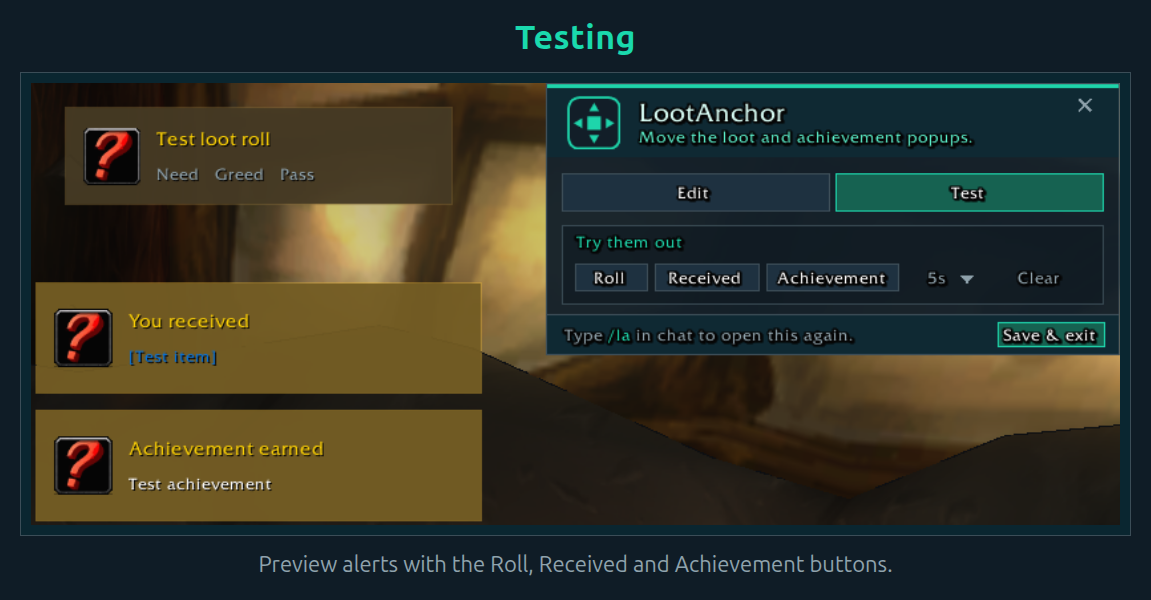 Testing
Test loot roll
Need Greed Pass
You received
[Test item]
Achievement earned
Test achievement
LootAnchor
Move the loot and achievement popups.
Edit Test
Try them out
Roll Received Achievement 5s Clear
Type /la in chat to open this again. Save & exit
Preview alerts with the Roll, Received and Achievement buttons.